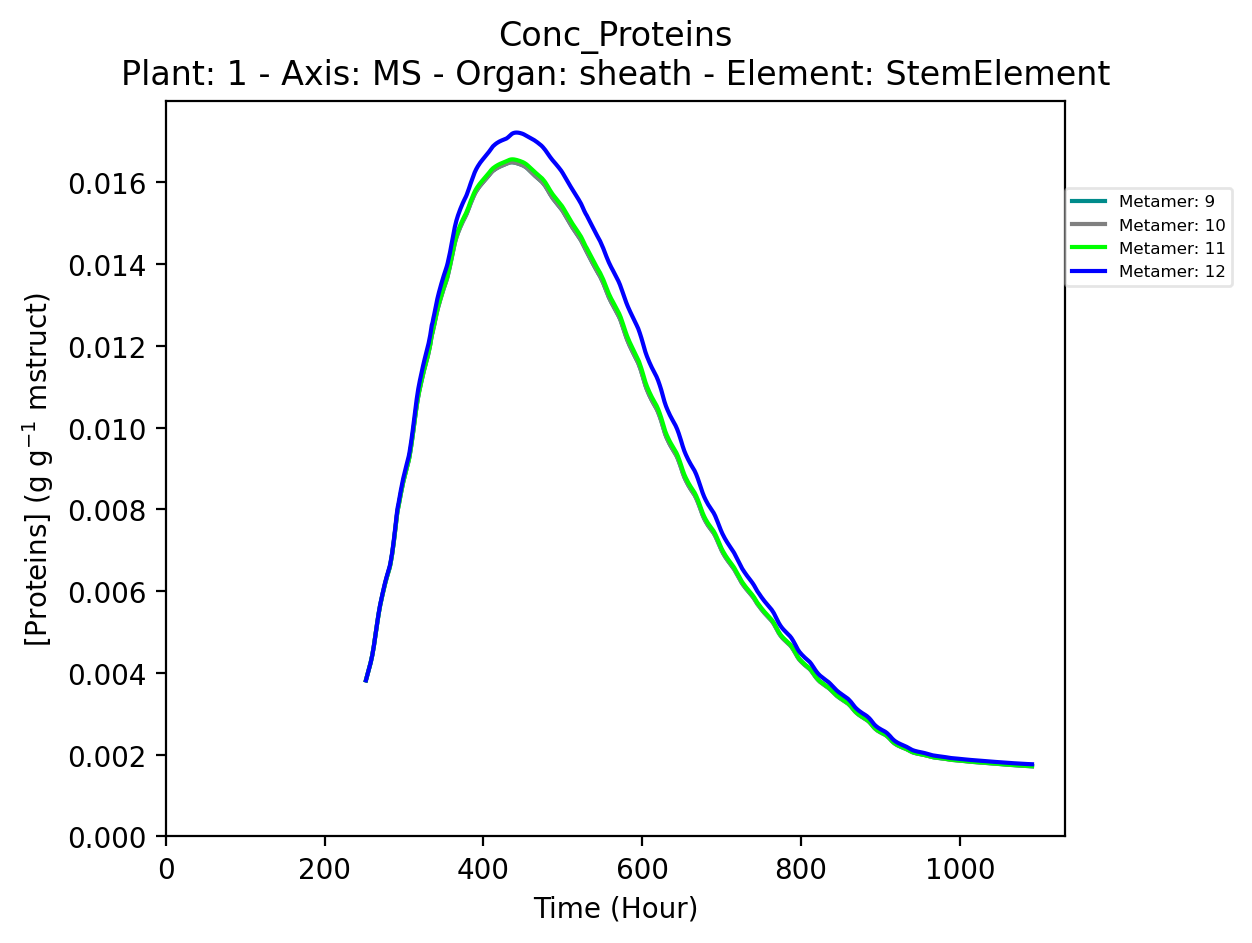 Conc_Proteins
Plant: 1 - Axis: MS - Organ: sheath - Element: StemElement
[Proteins] (g g⁻¹ mstruct)
0.016
0.014
0.012
0.010
0.008
0.006
0.004
0.002
0.000
0 200 400 600 800 1000
Time (Hour)
Metamer: 9
Metamer: 10
Metamer: 11
Metamer: 12